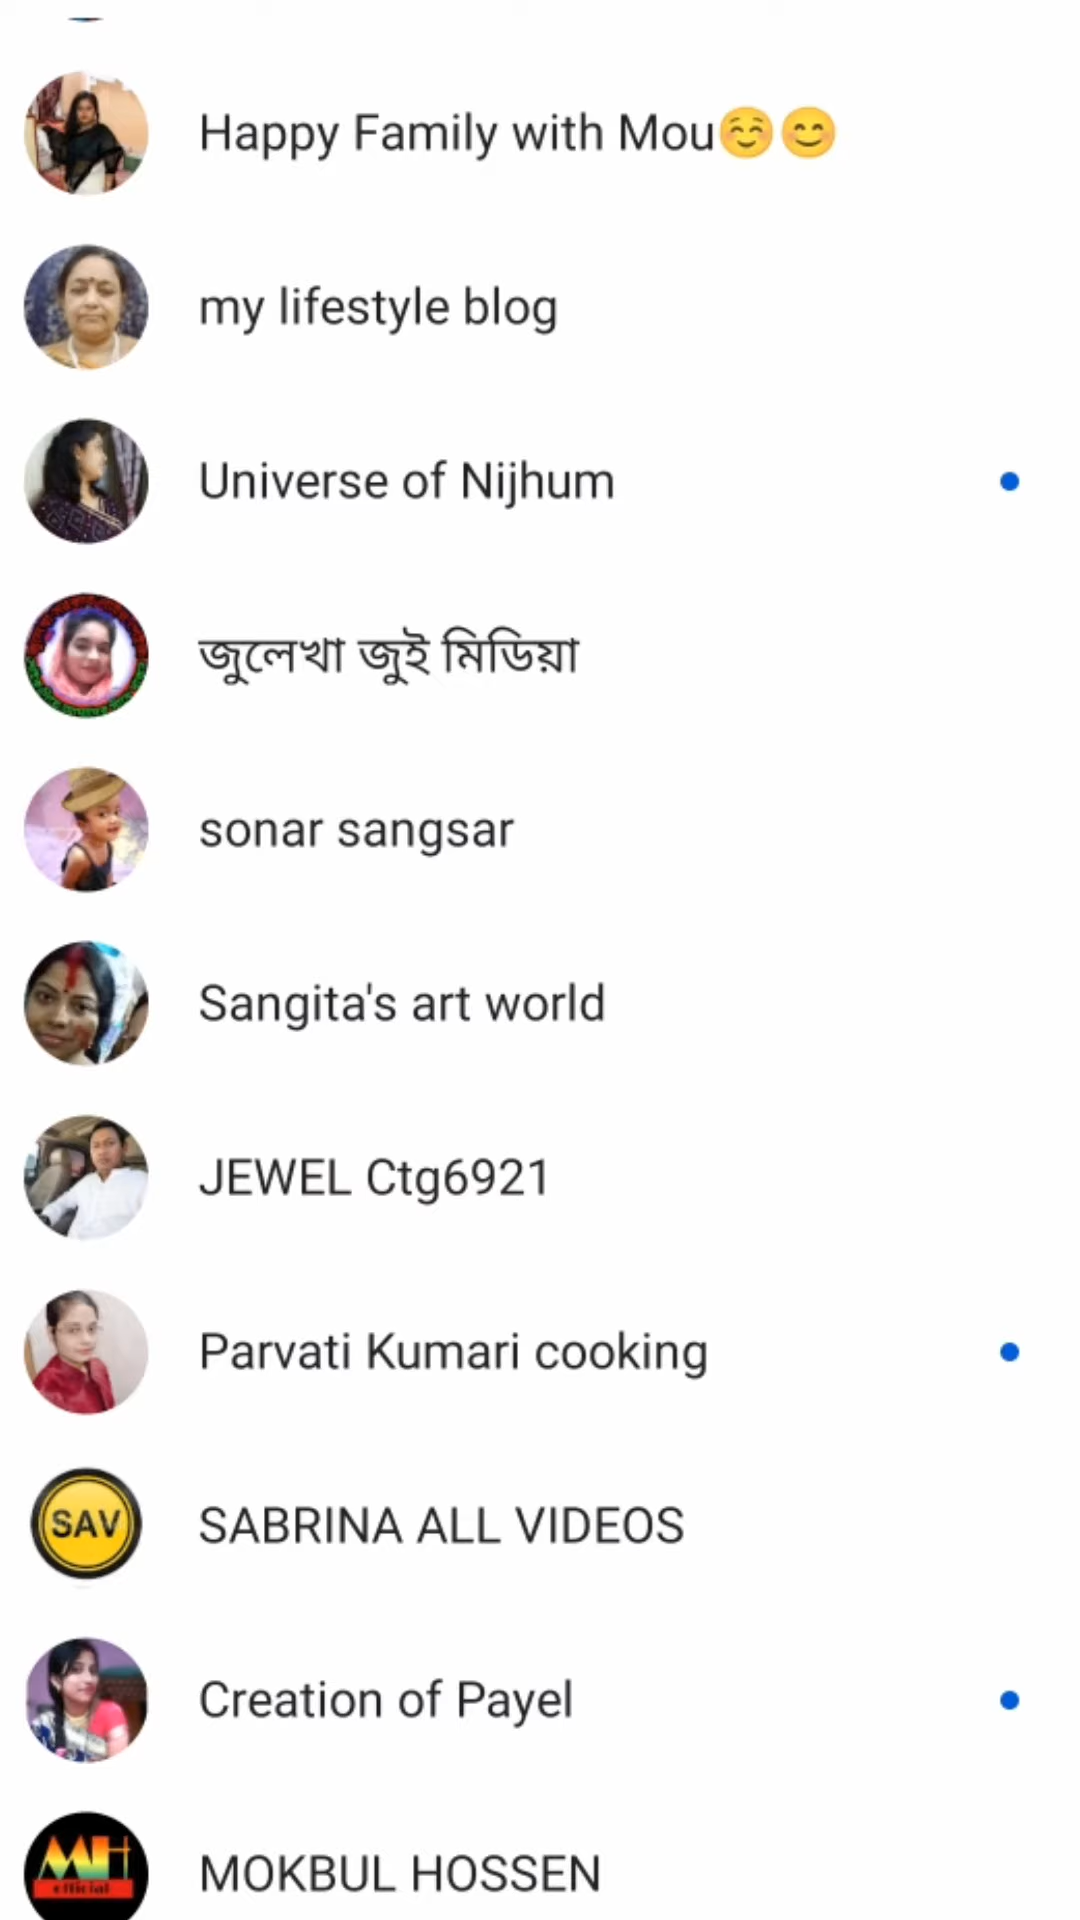 Happy Family with Mou☺️😊
my lifestyle blog
Universe of Nijhum
জুলেখা জুই মিডিয়া
sonar sangsar
Sangita's art world
JEWEL Ctg6921
Parvati Kumari cooking
SAV
SABRINA ALL VIDEOS
Creation of Payel
MH
official
MOKBUL HOSSEN